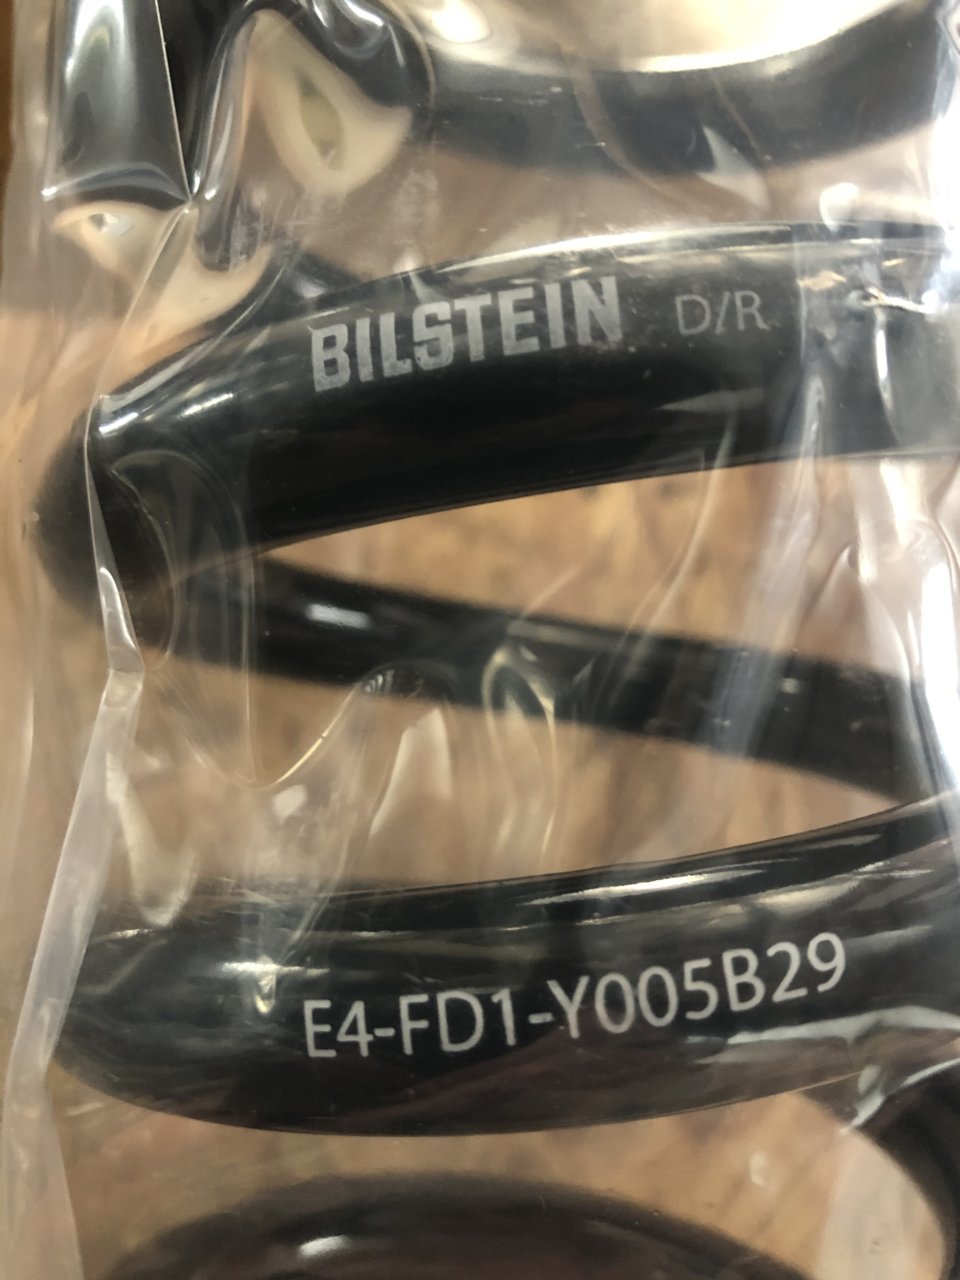 BILSTEIN D/R
E4-FD1-Y005B29